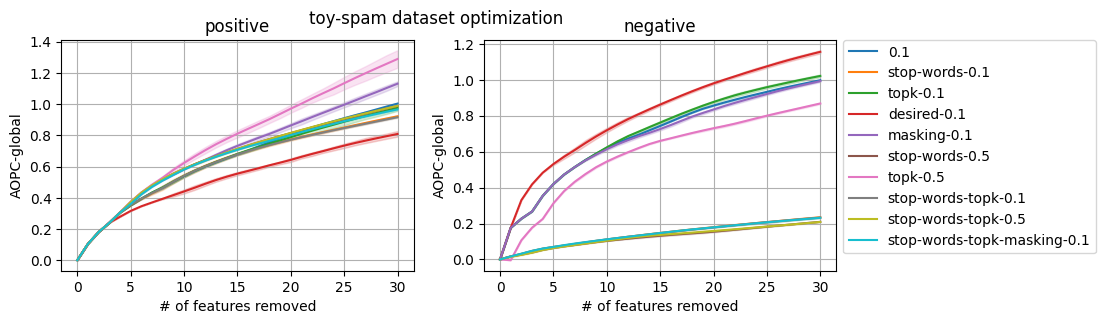 toy-spam dataset optimization
positive
AOPC-global
1.4
1.2
1.0
0.8
0.6
0.4
0.2
0.0
0 5 10 15 20 25 30
# of features removed
negative
AOPC-global
1.2
1.0
0.8
0.6
0.4
0.2
0.0
0 5 10 15 20 25 30
# of features removed
0.1
stop-words-0.1
topk-0.1
desired-0.1
masking-0.1
stop-words-0.5
topk-0.5
stop-words-topk-0.1
stop-words-topk-0.5
stop-words-topk-masking-0.1